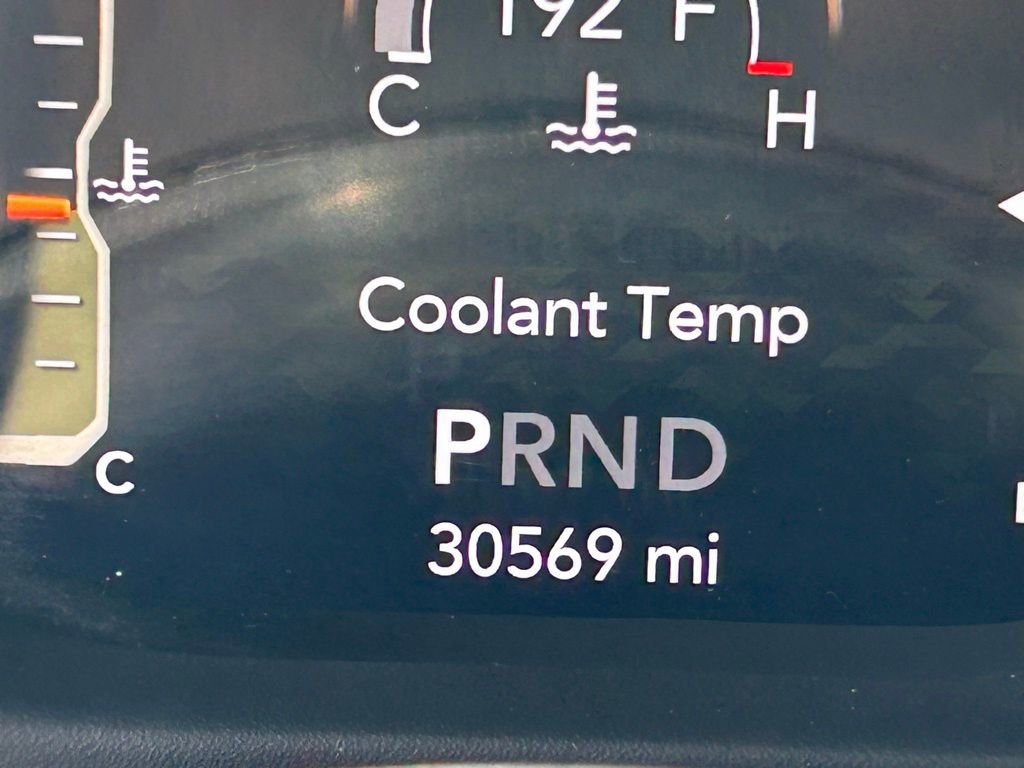 192 F
C H
Coolant Temp
PRND
C
30569 mi